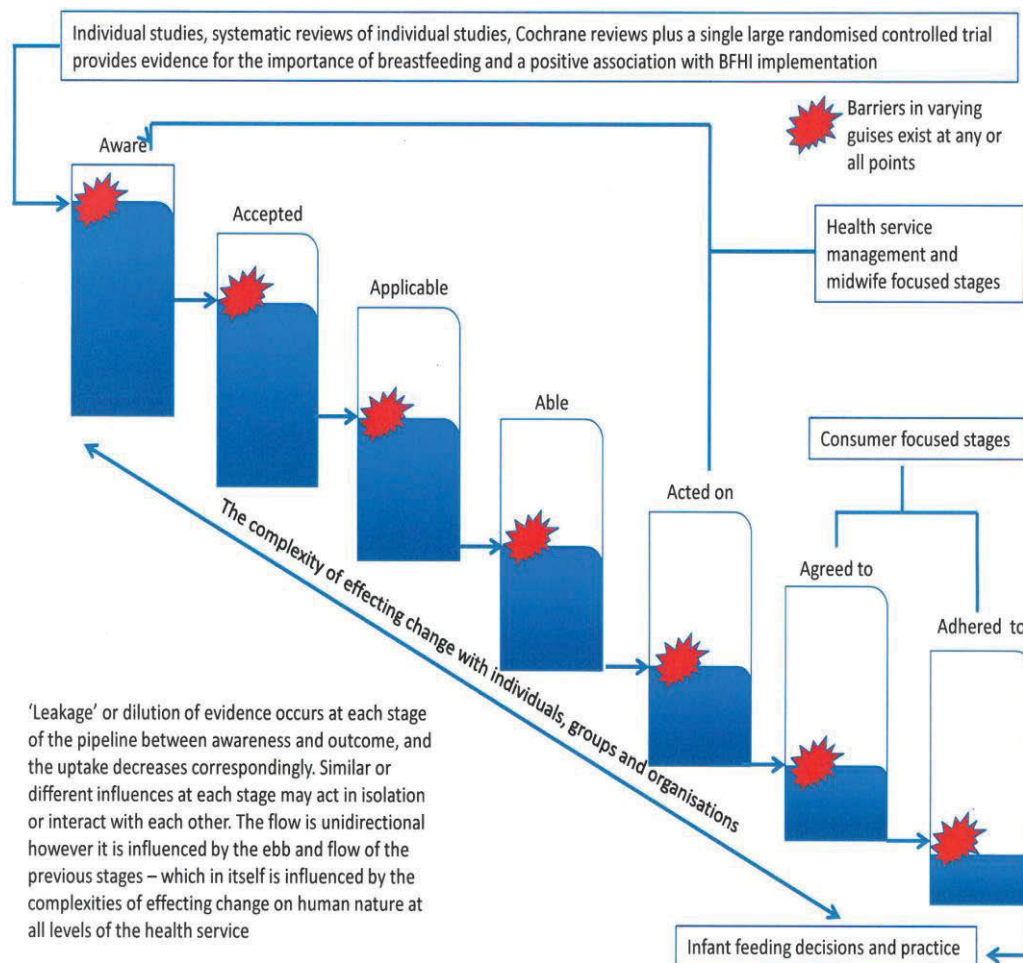 Individual studies, systematic reviews of individual studies, Cochrane reviews plus a single large randomised controlled trial
provides evidence for the importance of breastfeeding and a positive association with BFHI implementation
Barriers in varying
guises exist at any or
all points
Aware
Accepted
Health service
management and
midwife focused stages
Applicable
Able
Consumer focused stages
Acted on
Agreed to
Adhered to
The complexity of effecting change with individuals, groups and organisations
'Leakage' or dilution of evidence occurs at each stage
of the pipeline between awareness and outcome, and
the uptake decreases correspondingly. Similar or
different influences at each stage may act in isolation
or interact with each other. The flow is unidirectional
however it is influenced by the ebb and flow of the
previous stages – which in itself is influenced by the
complexities of effecting change on human nature at
all levels of the health service
Infant feeding decisions and practice